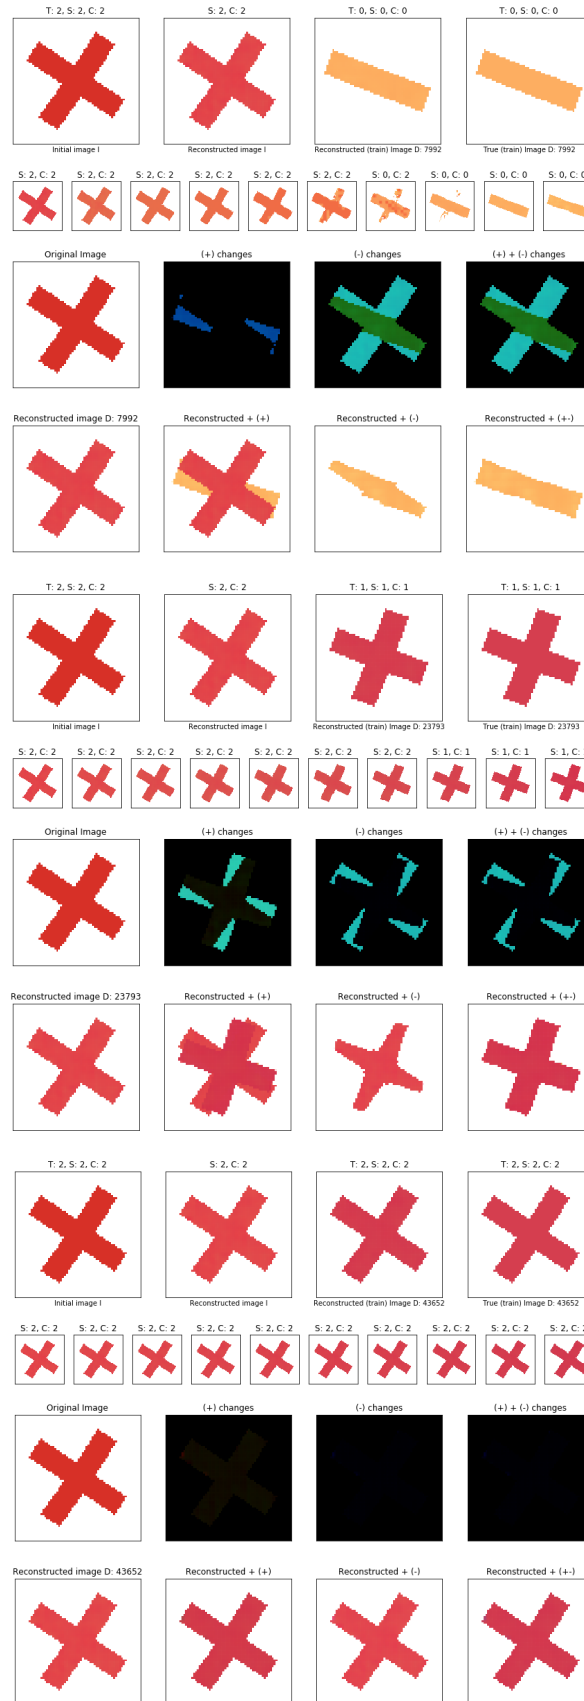 T: 2, S: 2, C: 2 S: 2, C: 2 T: 0, S: 0, C: 0 T: 0, S: 0, C: 0
Initial image I Reconstructed image I Reconstructed (train) Image D: 7992 True (train) Image D: 7992
S: 2, C: 2 S: 2, C: 2 S: 2, C: 2 S: 2, C: 2 S: 2, C: 2 S: 2, C: 2 S: 0, C: 0 S: 0, C: 0 S: 0, C: 0 S: 0, C: 0
Original Image (+) changes (-) changes (+) + (-) changes
Reconstructed image D: 7992 Reconstructed + (+) Reconstructed + (-) Reconstructed + (+-)
T: 2, S: 2, C: 2 S: 2, C: 2 T: 1, S: 1, C: 1 T: 1, S: 1, C: 1
Initial image I Reconstructed image I Reconstructed (train) Image D: 23793 True (train) Image D: 23793
S: 2, C: 2 S: 2, C: 2 S: 2, C: 2 S: 2, C: 2 S: 2, C: 2 S: 2, C: 2 S: 2, C: 2 S: 1, C: 1 S: 1, C: 1 S: 1, C:
Original Image (+) changes (-) changes (+) + (-) changes
Reconstructed image D: 23793 Reconstructed + (+) Reconstructed + (-) Reconstructed + (+-)
T: 2, S: 2, C: 2 S: 2, C: 2 T: 2, S: 2, C: 2 T: 2, S: 2, C: 2
Initial image I Reconstructed image I Reconstructed (train) Image D: 43652 True (train) Image D: 43652
S: 2, C: 2 S: 2, C: 2 S: 2, C: 2 S: 2, C: 2 S: 2, C: 2 S: 2, C: 2 S: 2, C: 2 S: 2, C: 2 S: 2, C: 2 S: 2, C: 2
Original Image (+) changes (-) changes (+) + (-) changes
Reconstructed image D: 43652 Reconstructed + (+) Reconstructed + (-) Reconstructed + (+-)